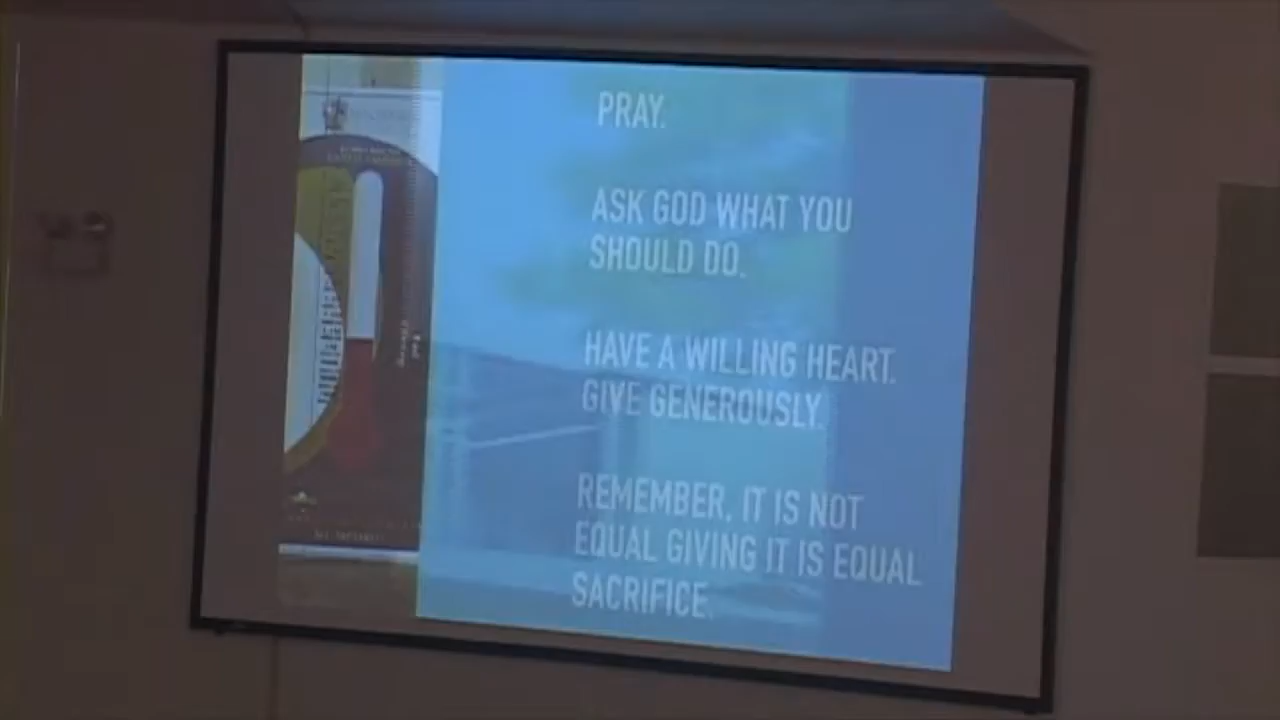 PRAY.
ASK GOD WHAT YOU
SHOULD DO.
HAVE A WILLING HEART.
GIVE GENEROUSLY.
REMEMBER, IT IS NOT
EQUAL GIVING IT IS EQUAL
SACRIFICE.